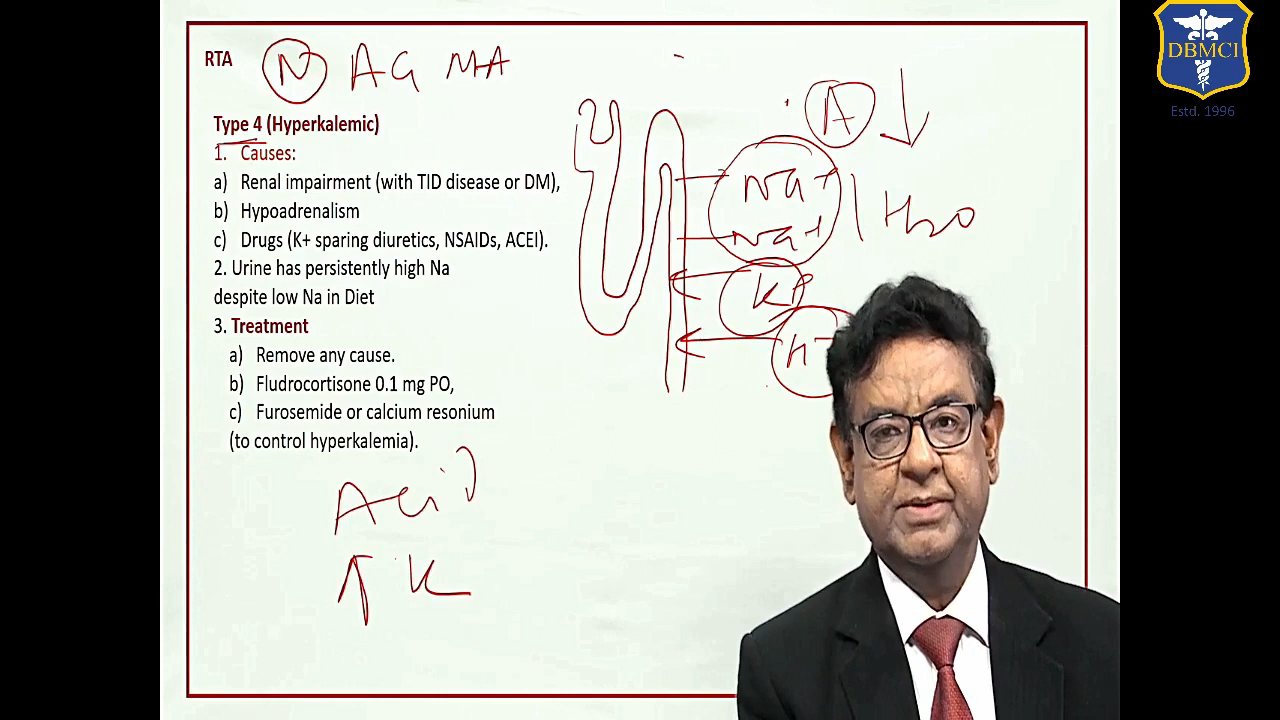 RTA
N AG MA
Type 4 (Hyperkalemic)
1. Causes:
a) Renal impairment (with TID disease or DM),
b) Hypoadrenalism
c) Drugs (K+ sparing diuretics, NSAIDs, ACEI).
2. Urine has persistently high Na
despite low Na in Diet
3. Treatment
a) Remove any cause.
b) Fludrocortisone 0.1 mg PO,
c) Furosemide or calcium resonium
(to control hyperkalemia).
Acid
↑ K
A ↓
Na+
Na+
H2O
DBMCI
Estd. 1996